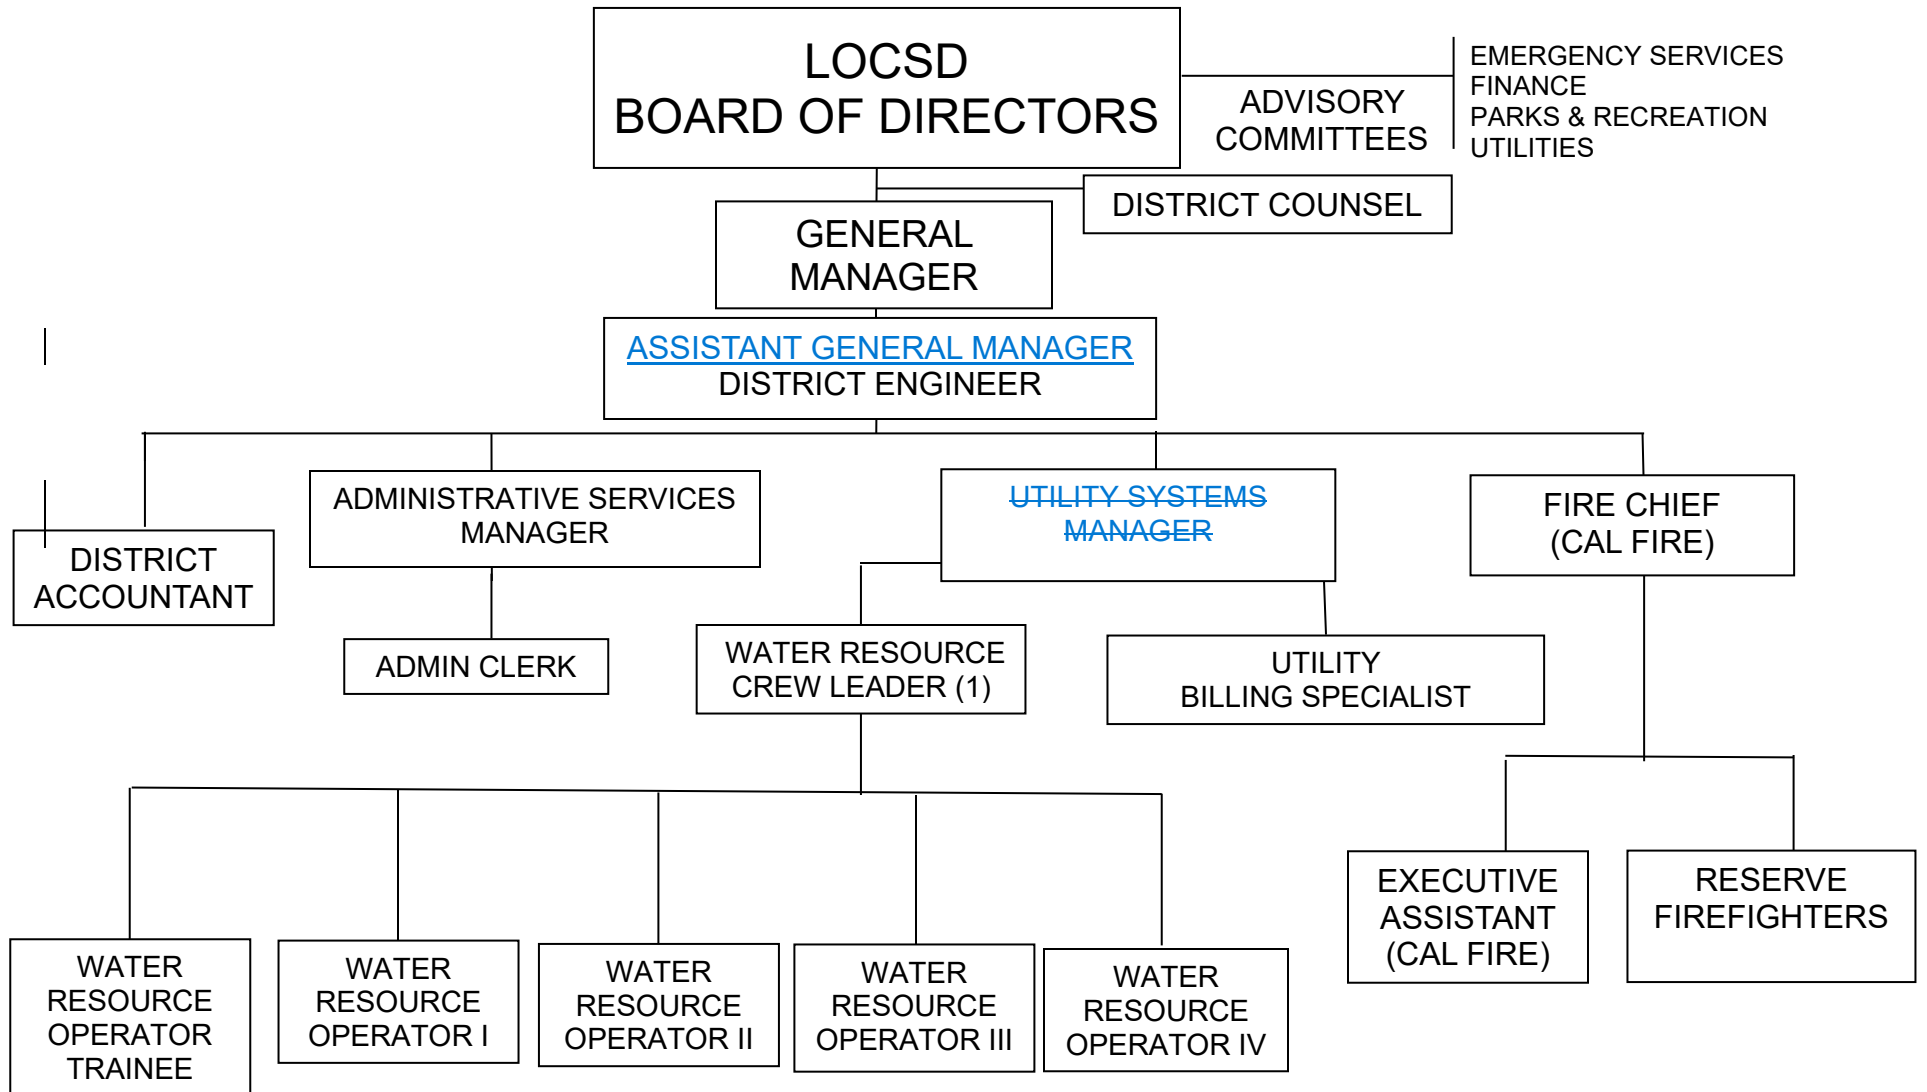 LOCSD
BOARD OF DIRECTORS
ADVISORY
COMMITTEES
EMERGENCY SERVICES
FINANCE
PARKS & RECREATION
UTILITIES
DISTRICT COUNSEL
GENERAL
MANAGER
ASSISTANT GENERAL MANAGER
DISTRICT ENGINEER
DISTRICT
ACCOUNTANT
ADMINISTRATIVE SERVICES
MANAGER
UTILITY SYSTEMS
MANAGER
FIRE CHIEF
(CAL FIRE)
ADMIN CLERK
WATER RESOURCE
CREW LEADER (1)
UTILITY
BILLING SPECIALIST
WATER
RESOURCE
OPERATOR
TRAINEE
WATER
RESOURCE
OPERATOR I
WATER
RESOURCE
OPERATOR II
WATER
RESOURCE
OPERATOR III
WATER
RESOURCE
OPERATOR IV
EXECUTIVE
ASSISTANT
(CAL FIRE)
RESERVE
FIREFIGHTERS